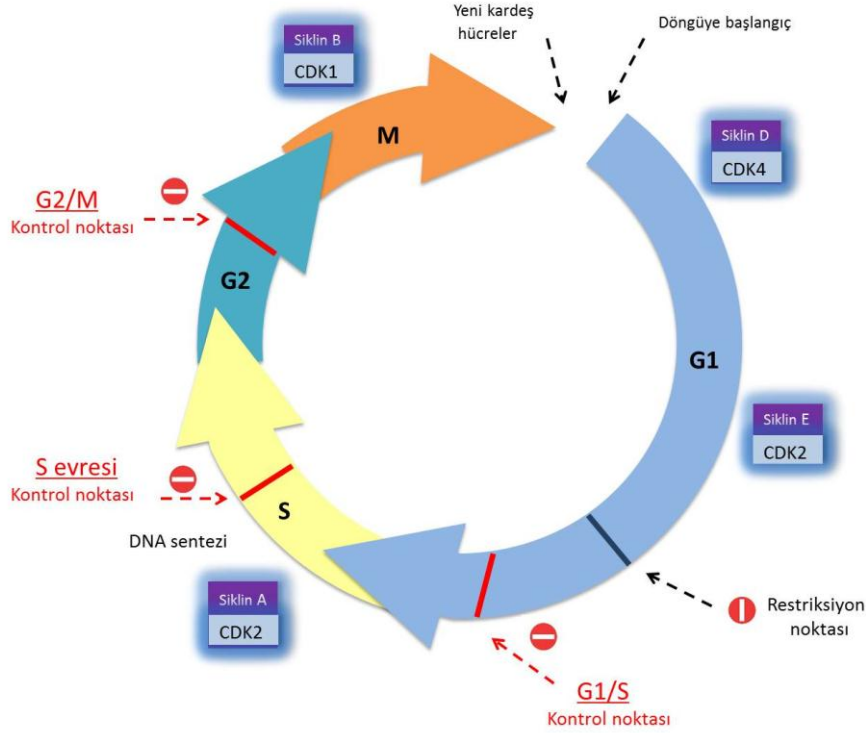 Yeni kardeş
hücreler
Döngüye başlangıç
Siklin B
CDK1
M
Siklin D
CDK4
G2/M
Kontrol noktası
G2
G1
Siklin E
CDK2
S evresi
Kontrol noktası
S
DNA sentezi
Siklin A
CDK2
Restriksiyon
noktası
G1/S
Kontrol noktası